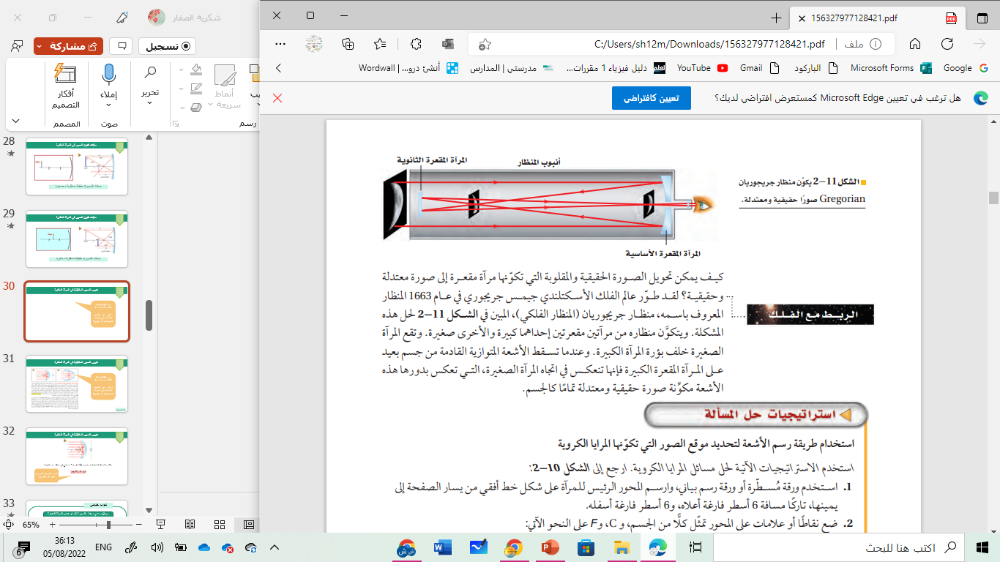 شكرية الصفار
156327977128421.pdf
مشاركة
تسجيل
ملف
C:/Users/sh12m/Downloads/156327977128421.pdf
Google
Microsoft Forms
الباركود
Gmail
YouTube
دليل فيزياء 1 مقررات...
مدرستي | المدارس
أنشئ درو... | Wordwall
هل ترغب في تعيين Microsoft Edge كمستعرض افتراضي لديك؟
تعيين كافتراضي
أفكار
التصميم
إملاء
تحرير
أنماط
سريعة
المصمم
صوت
رسم
28
29
30
31
32
33
المرآة المقعرة الثانوية
أنبوب المنظار
المرآة المقعرة الأساسية
الشكل 11–2 يكوّن منظار جريجوريان
Gregorian صورًا حقيقية ومعتدلة.
كيف يمكن تحويل الصورة الحقيقية والمقلوبة التي تكوّنها مرآة مقعرة إلى صورة معتدلة
وحقيقية؟ لقد طوّر عالم الفلك الأسكتلندي جيمس جريجوري في عام 1663 المنظار
المعروف باسمه، منظار جريجوريان (المنظار الفلكي)، المبين في الشكل 11–2 لحل هذه
المشكلة. ويتكوَّن منظاره من مرآتين مقعرتين إحداهما كبيرة والأخرى صغيرة. وتقع المرآة
الصغيرة خلف بؤرة المرآة الكبيرة. وعندما تسقط الأشعة المتوازية القادمة من جسم بعيد
على المرآة المقعرة الكبيرة فإنها تنعكس في اتجاه المرآة الصغيرة، التي تعكس بدورها هذه
الأشعة مكوِّنة صورة حقيقية ومعتدلة تمامًا كالجسم.
الربط مع الفلك
استراتيجيات حل المسألة
استخدام طريقة رسم الأشعة لتحديد موقع الصور التي تكوّنها المرايا الكروية
استخدم الاستراتيجيات الآتية لحل مسائل المرايا الكروية. ارجع إلى الشكل 10–2:
1. استخدم ورقة مُسطّرة أو ورقة رسم بياني، وارسم المحور الرئيس للمرآة على شكل خط أفقي من يسار الصفحة إلى
يمينها، تاركًا مسافة 6 أسطر فارغة أعلاه، و6 أسطر فارغة أسفله.
2. ضع نقاطًا أو علامات على المحور تمثّل كلًّا من الجسم، و C، و F على النحو الآتي:
65%
36:13
05/08/2022
ENG
6
اكتب هنا للبحث